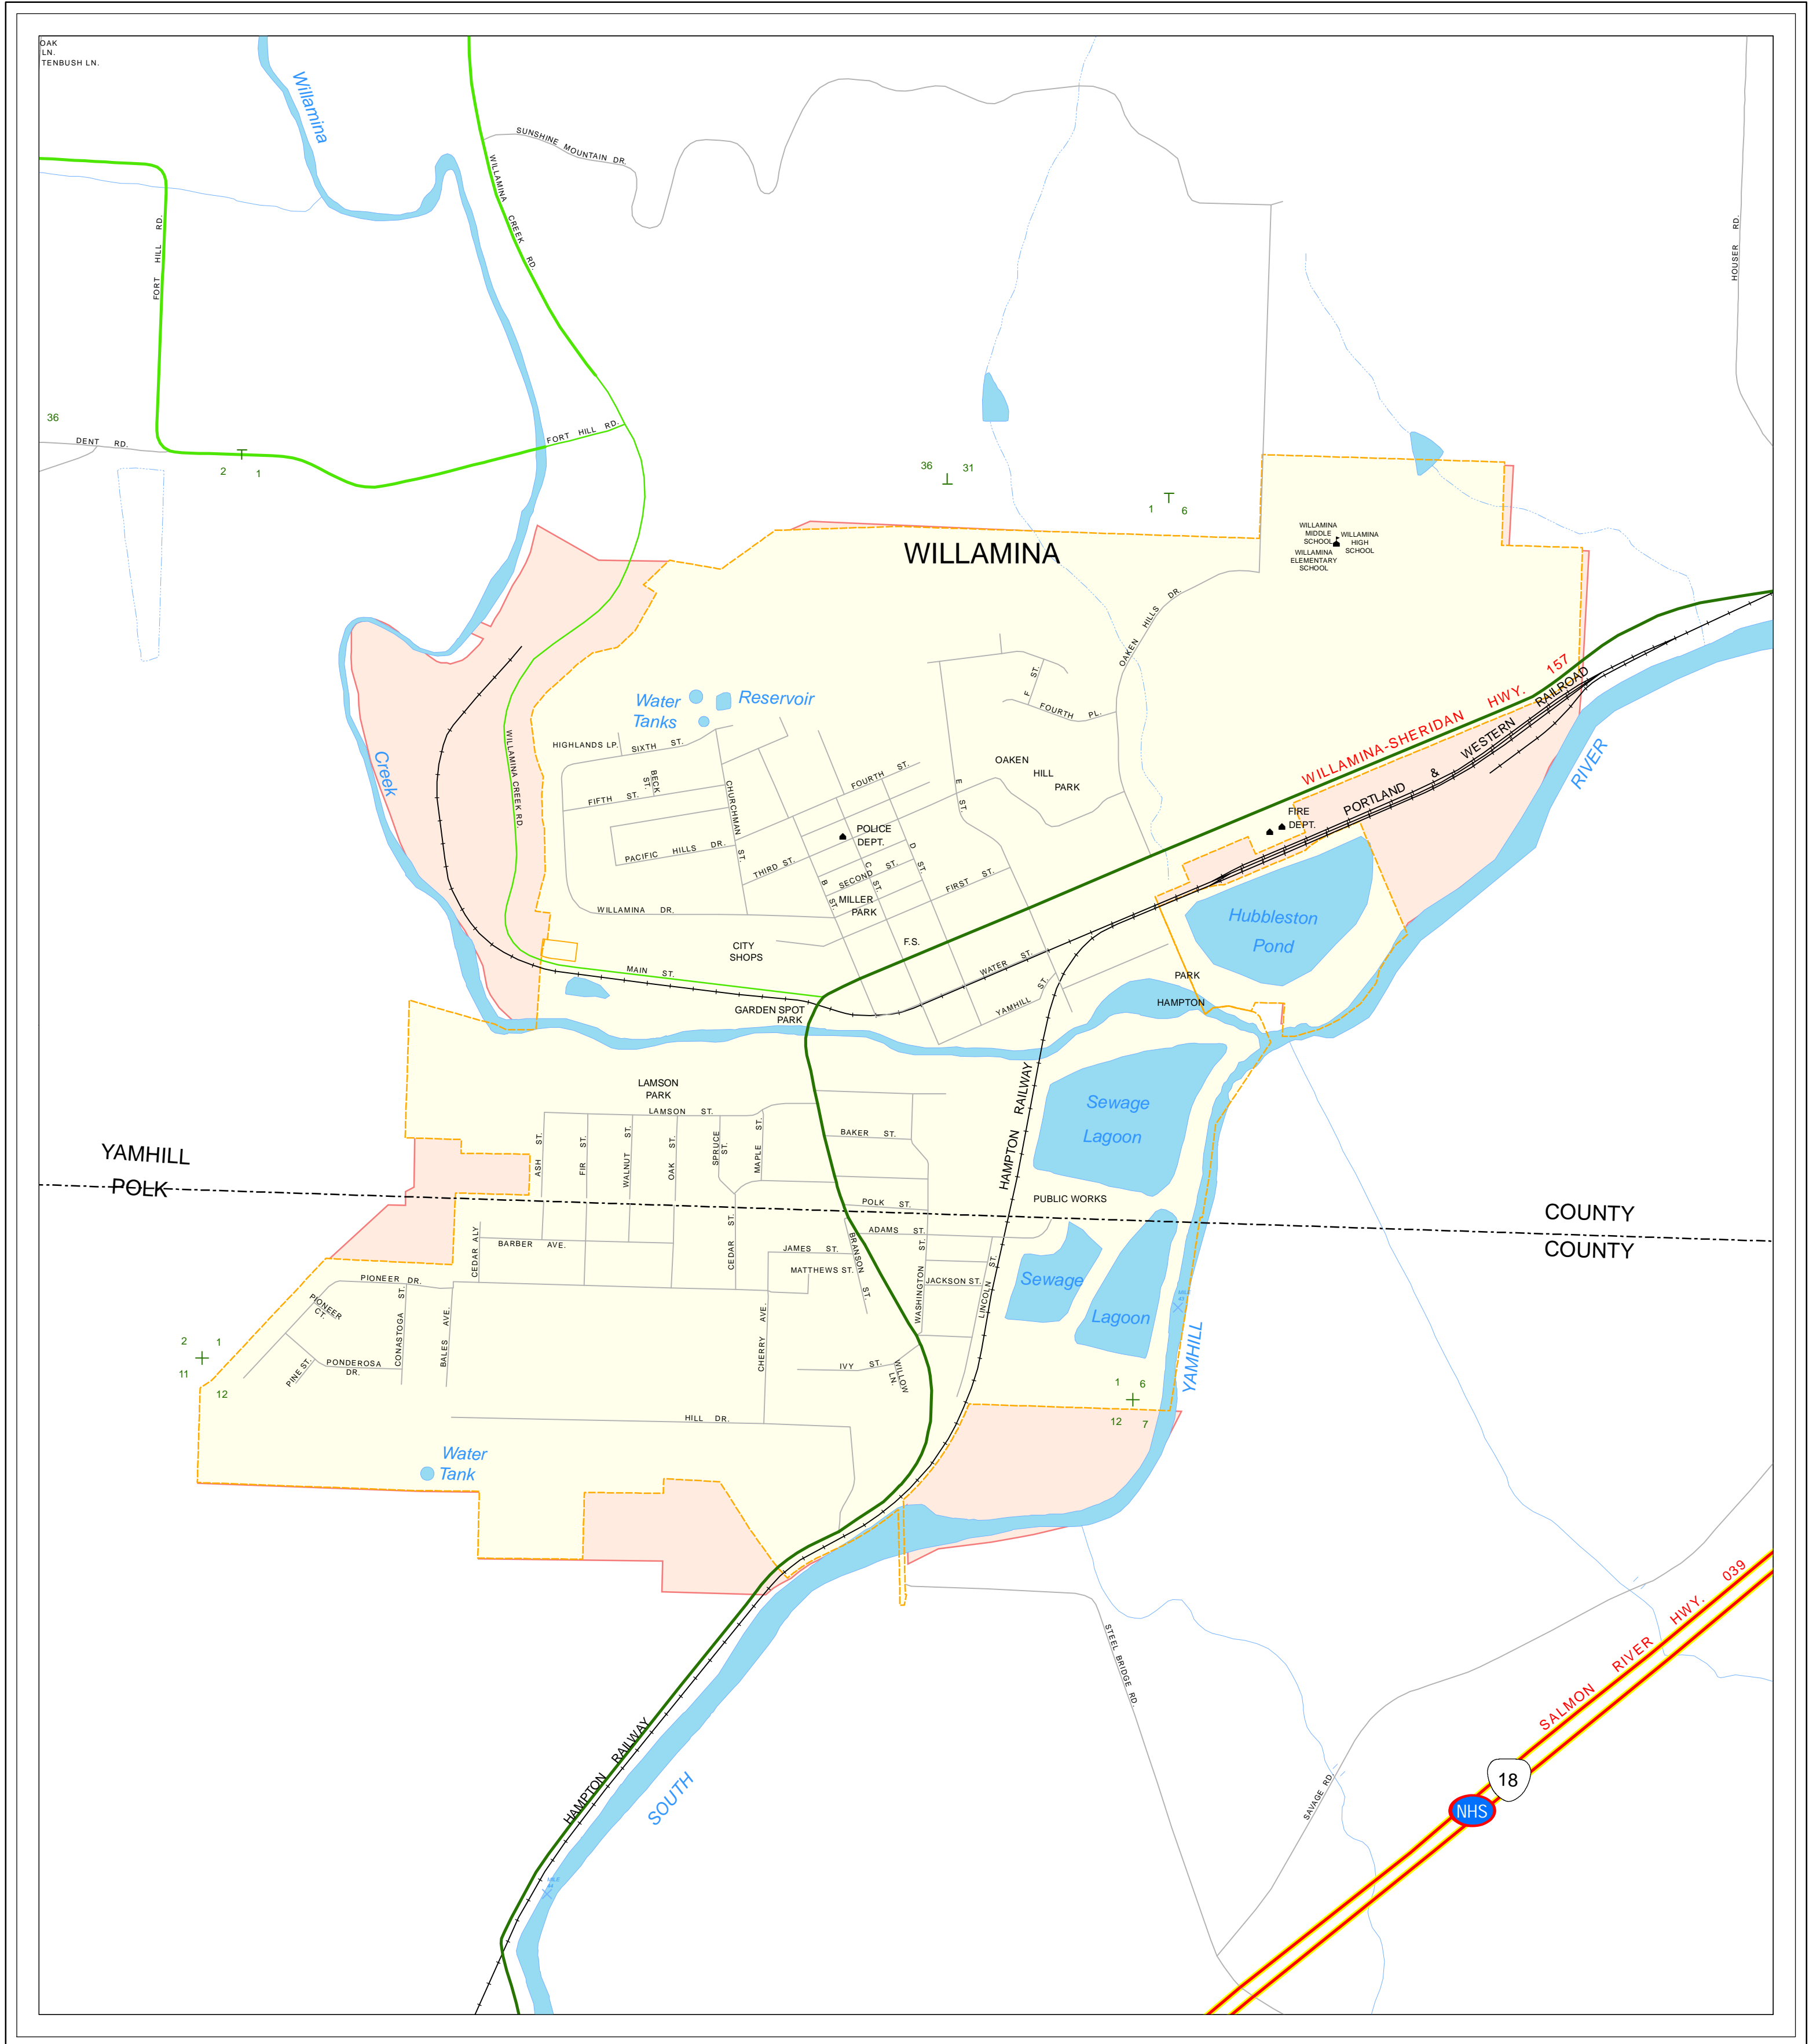 OAK
LN.
TENBUSH LN.
Willamina
SUNSHINE MOUNTAIN DR.
WILLAMINA CREEK RD.
FORT HILL RD.
HOUSER RD.
36
DENT RD.
FORT HILL RD.
2 1
36 31
1 6
WILLAMINA
WILLAMINA
MIDDLE
SCHOOL
WILLAMINA
HIGH
SCHOOL
WILLAMINA
ELEMENTARY
SCHOOL
OAKEN HILLS DR.
F ST.
FOURTH PL.
WILLAMINA-SHERIDAN HWY. 157
PORTLAND & WESTERN RAILROAD
RIVER
Water
Tanks
Reservoir
Creek
WILLAMINA CREEK RD.
HIGHLANDS LP.
SIXTH ST.
BECK
ST.
FIFTH ST.
CHURCHMAN ST.
FOURTH ST.
E ST.
OAKEN
HILL
PARK
PACIFIC HILLS DR.
POLICE
DEPT.
FIRE
DEPT.
THIRD ST.
B ST.
C ST.
D ST.
SECOND ST.
FIRST ST.
MILLER
PARK
WILLAMINA DR.
CITY
SHOPS
F.S.
Hubbleston
Pond
MAIN ST.
WATER ST.
YAMHILL ST.
PARK
HAMPTON
GARDEN SPOT
PARK
LAMSON
PARK
LAMSON ST.
HAMPTON RAILWAY
Sewage
Lagoon
BAKER ST.
ASH ST.
FIR ST.
WALNUT ST.
OAK ST.
SPRUCE
ST.
MAPLE ST.
YAMHILL
POLK
COUNTY
COUNTY
PUBLIC WORKS
POLK ST.
ADAMS ST.
CEDAR ALY
BARBER AVE.
CEDAR ST.
JAMES ST.
BRANSON ST.
MATTHEWS ST.
WASHINGTON ST.
JACKSON ST.
LINCOLN ST.
Sewage
Lagoon
PIONEER DR.
PIONEER
CT.
CONASTOGA ST.
BALES AVE.
CHERRY AVE.
PINE ST.
PONDEROSA
DR.
IVY ST.
WILLOW
LN.
YAMHILL
2 1
11
12
1 6
12 7
HILL DR.
Water
Tank
STEEL BRIDGE RD.
SALMON RIVER HWY. 039
18
NHS
SAVAGE RD.
HAMPTON RAILWAY
SOUTH